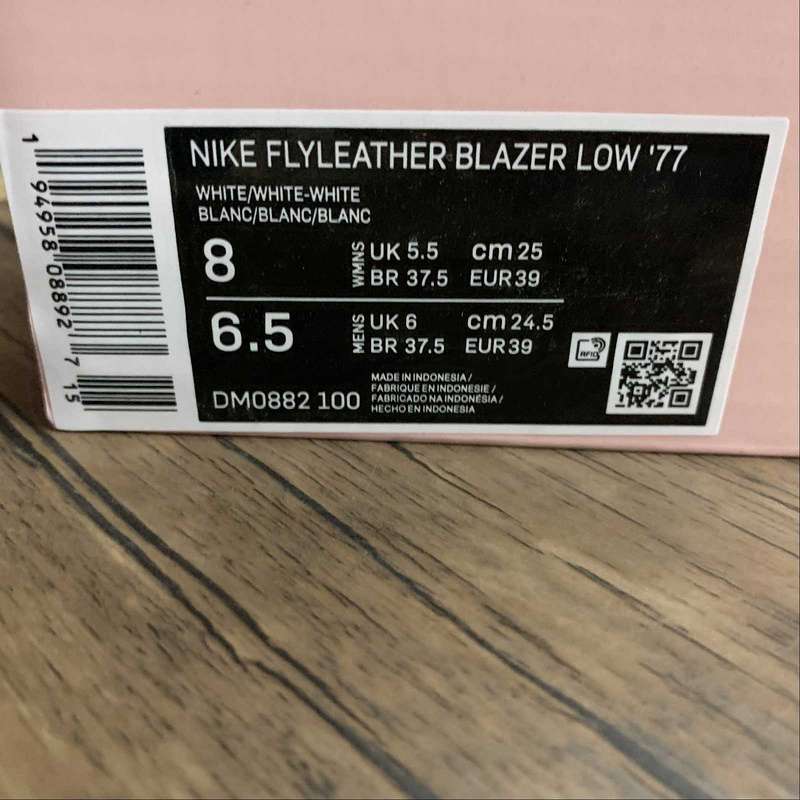 NIKE FLYLEATHER BLAZER LOW '77
WHITE/WHITE-WHITE
BLANC/BLANC/BLANC
8
WMNS
UK 5.5 cm 25
BR 37.5 EUR 39
6.5
MENS
UK 6 cm 24.5
BR 37.5 EUR 39
DM0882 100
MADE IN INDONESIA /
FABRIQUE EN INDONESIE /
FABRICADO NA INDONÉSIA /
HECHO EN INDONESIA
RFID
1 94958 08892 7 15